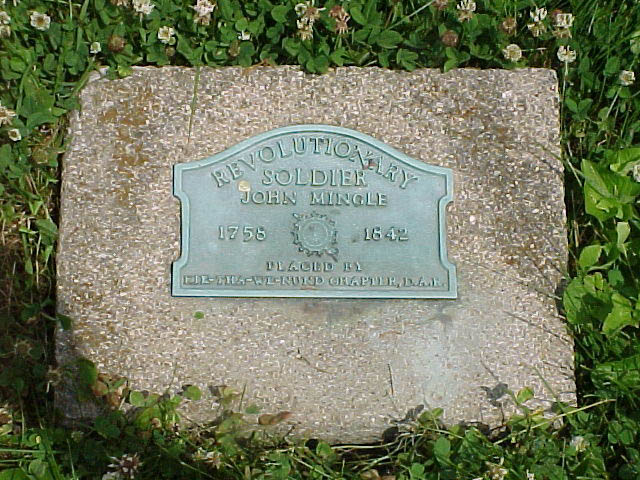 REVOLUTIONARY
SOLDIER
JOHN MINGLE
1758 1842
PLACED BY
CHAPTER, D.A.R.